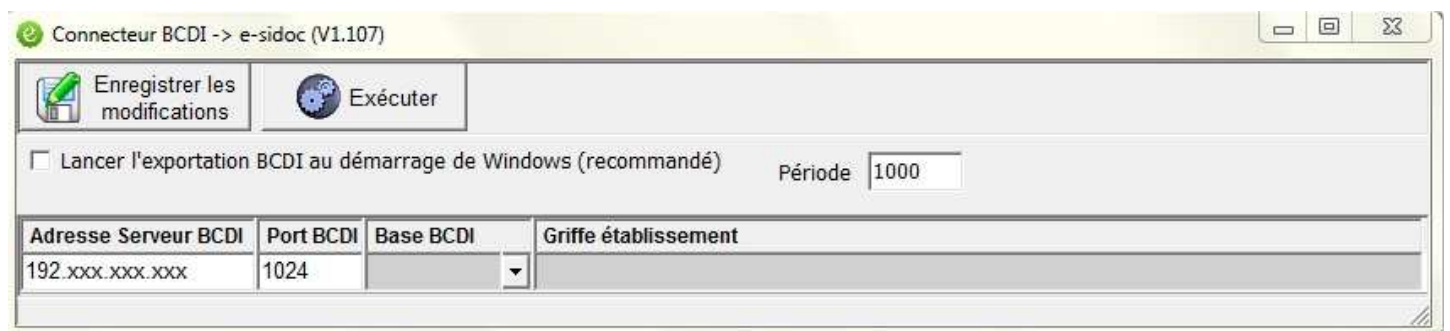 Connecteur BCDI -> e-sidoc (V1.107)
Enregistrer les
modifications
Exécuter
Lancer l'exportation BCDI au démarrage de Windows (recommandé)
Période 1000
Adresse Serveur BCDI Port BCDI Base BCDI Griffe établissement
192.xxx.xxx.xxx 1024